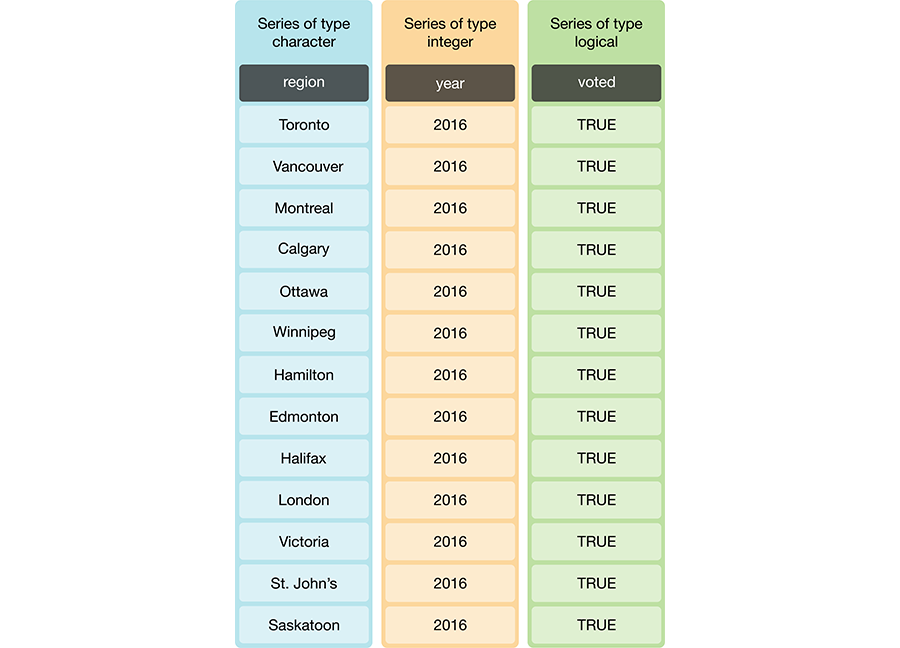 Series of type
character
Series of type
integer
Series of type
logical
region year voted
Toronto 2016 TRUE
Vancouver 2016 TRUE
Montreal 2016 TRUE
Calgary 2016 TRUE
Ottawa 2016 TRUE
Winnipeg 2016 TRUE
Hamilton 2016 TRUE
Edmonton 2016 TRUE
Halifax 2016 TRUE
London 2016 TRUE
Victoria 2016 TRUE
St. John’s 2016 TRUE
Saskatoon 2016 TRUE